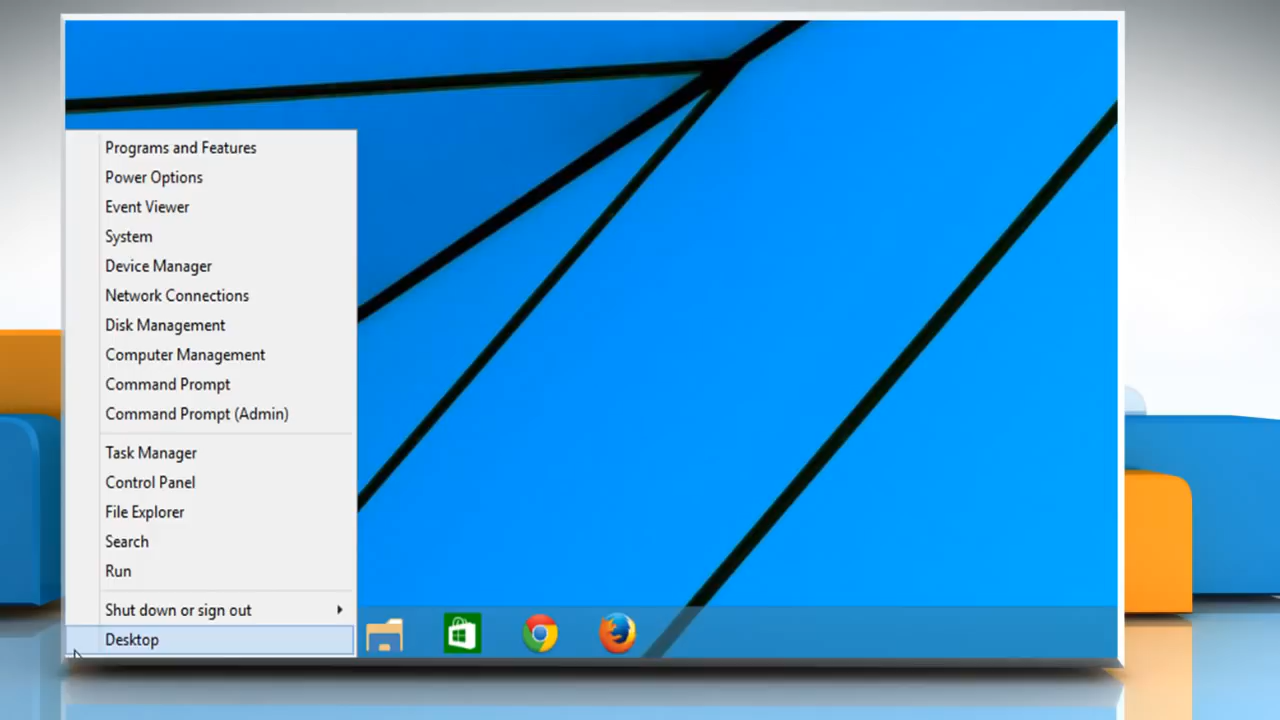 Programs and Features
Power Options
Event Viewer
System
Device Manager
Network Connections
Disk Management
Computer Management
Command Prompt
Command Prompt (Admin)
Task Manager
Control Panel
File Explorer
Search
Run
Shut down or sign out
Desktop